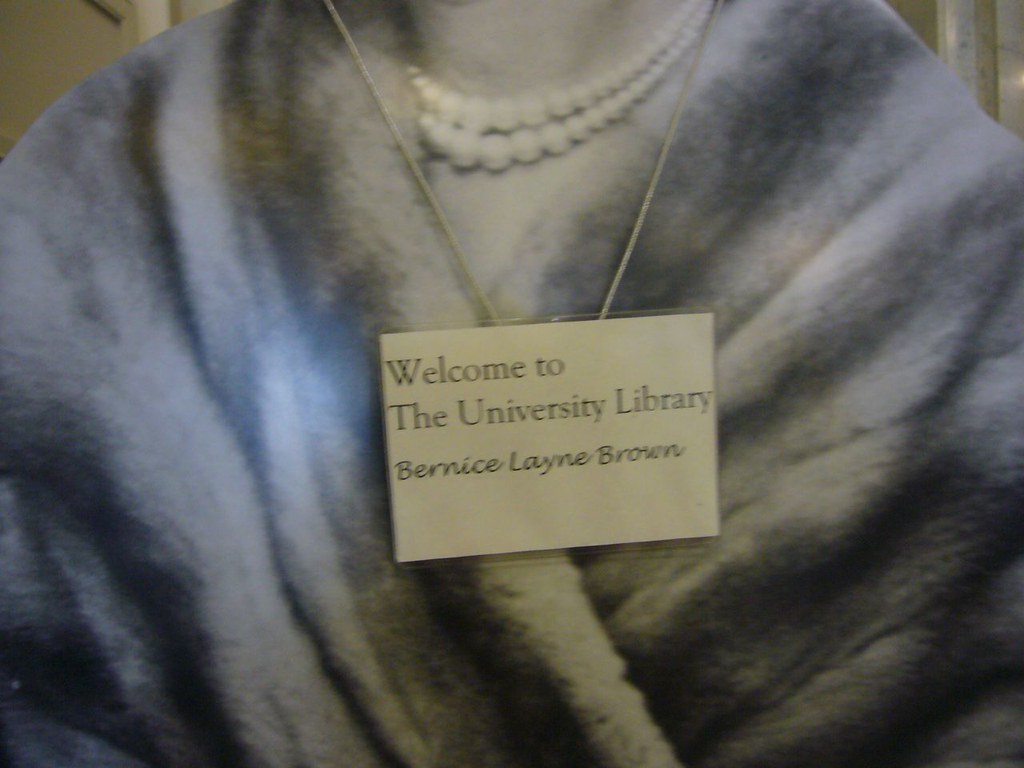 Welcome to
The University Library
Bernice Layne Brown